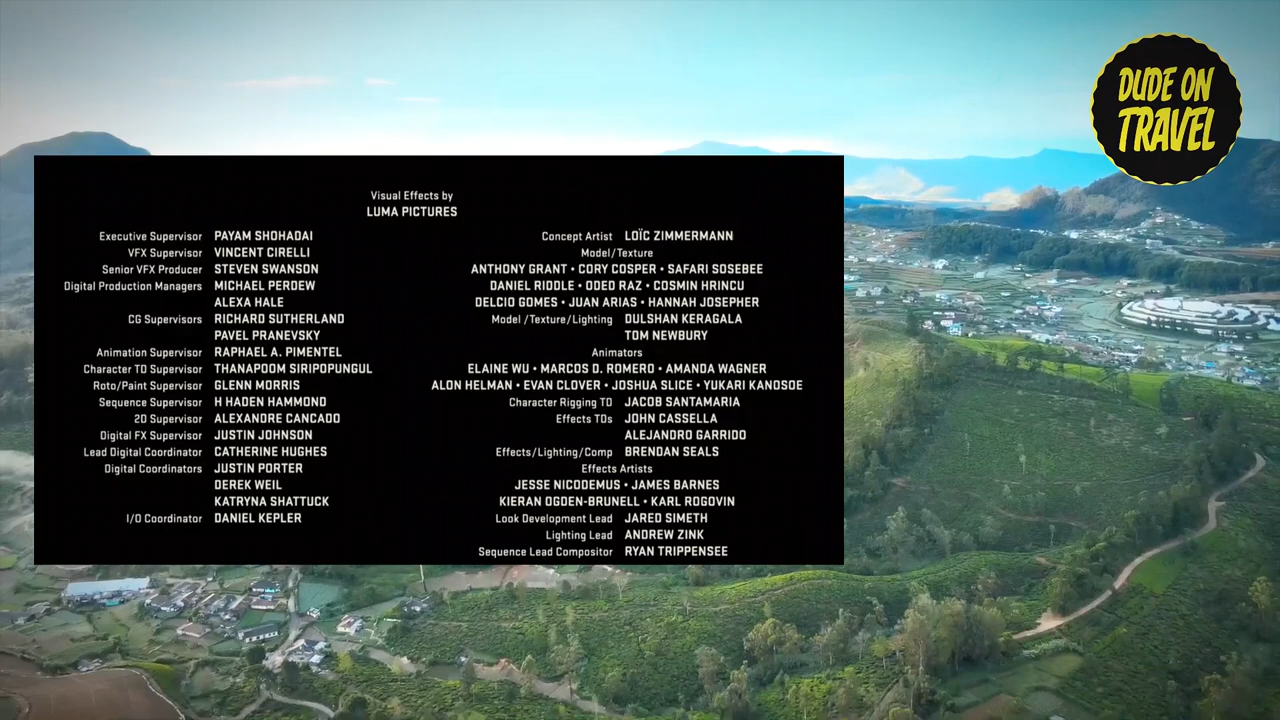 DUDE ON
TRAVEL
Visual Effects by
LUMA PICTURES
Executive Supervisor PAYAM SHOHADAI
VFX Supervisor VINCENT CIRELLI
Senior VFX Producer STEVEN SWANSON
Digital Production Managers MICHAEL PERDEW
ALEXA HALE
CG Supervisors RICHARD SUTHERLAND
PAVEL PRANEVSKY
Animation Supervisor RAPHAEL A. PIMENTEL
Character TD Supervisor THANAPOOM SIRIPOPUNGUL
Roto/Paint Supervisor GLENN MORRIS
Sequence Supervisor H HADEN HAMMOND
2D Supervisor ALEXANDRE CANCADO
Digital FX Supervisor JUSTIN JOHNSON
Lead Digital Coordinator CATHERINE HUGHES
Digital Coordinators JUSTIN PORTER
DEREK WEIL
KATRYNA SHATTUCK
I/O Coordinator DANIEL KEPLER
Concept Artist LOÏC ZIMMERMANN
Model/Texture
ANTHONY GRANT • CORY COSPER • SAFARI SOSEBEE
DANIEL RIDDLE • ODED RAZ • COSMIN HRINCU
DELCIO GOMES • JUAN ARIAS • HANNAH JOSEPHER
Model /Texture/Lighting DULSHAN KERAGALA
TOM NEWBURY
Animators
ELAINE WU • MARCOS D. ROMERO • AMANDA WAGNER
ALON HELMAN • EVAN CLOVER • JOSHUA SLICE • YUKARI KANOSOE
Character Rigging TD JACOB SANTAMARIA
Effects TDs JOHN CASSELLA
ALEJANDRO GARRIDO
Effects/Lighting/Comp BRENDAN SEALS
Effects Artists
JESSE NICODEMUS • JAMES BARNES
KIERAN OGDEN-BRUNELL • KARL ROGOVIN
Look Development Lead JARED SIMETH
Lighting Lead ANDREW ZINK
Sequence Lead Compositor RYAN TRIPPENSEE